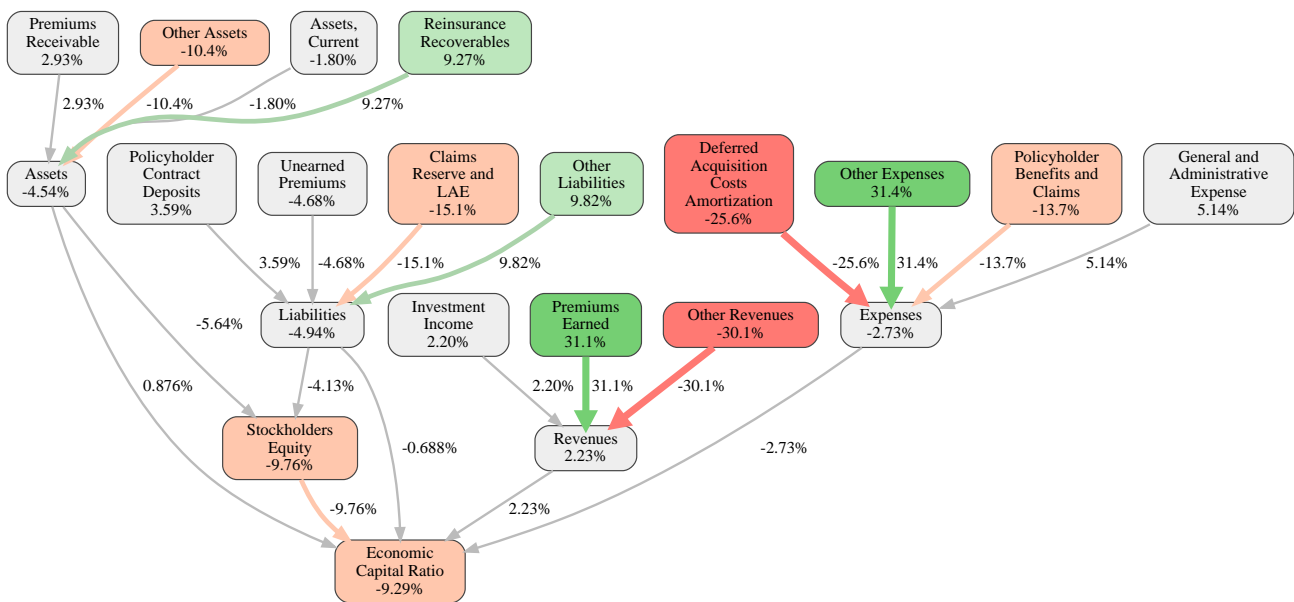 Premiums
Receivable
2.93%
Other Assets
-10.4%
Assets,
Current
-1.80%
Reinsurance
Recoverables
9.27%
2.93%
-10.4%
-1.80%
9.27%
Assets
-4.54%
Policyholder
Contract
Deposits
3.59%
Unearned
Premiums
-4.68%
Claims
Reserve and
LAE
-15.1%
Other
Liabilities
9.82%
Deferred
Acquisition
Costs
Amortization
-25.6%
Other Expenses
31.4%
Policyholder
Benefits and
Claims
-13.7%
General and
Administrative
Expense
5.14%
3.59%
-4.68%
-15.1%
9.82%
-25.6%
31.4%
-13.7%
5.14%
Liabilities
-4.94%
Investment
Income
2.20%
Premiums
Earned
31.1%
Other Revenues
-30.1%
Expenses
-2.73%
-5.64%
0.876%
-4.13%
2.20%
31.1%
-30.1%
Stockholders
Equity
-9.76%
-0.688%
Revenues
2.23%
-2.73%
-9.76%
2.23%
Economic
Capital Ratio
-9.29%